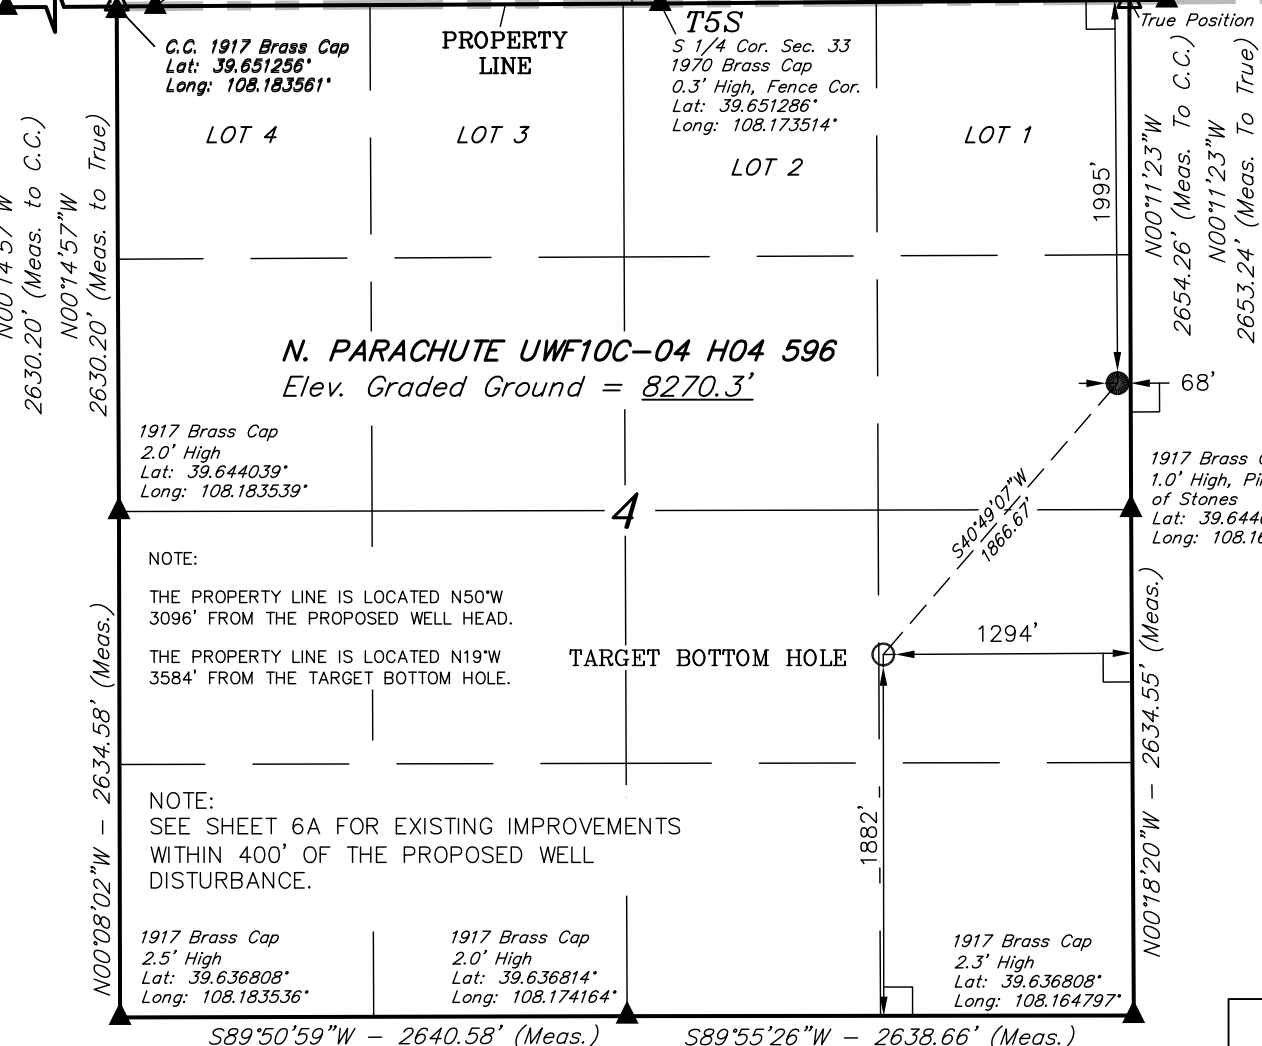 T5S
True Position
C.C. 1917 Brass Cap
Lat: 39.651256°
Long: 108.183561°
PROPERTY
LINE
S 1/4 Cor. Sec. 33
1970 Brass Cap
0.3' High, Fence Cor.
Lat: 39.651286°
Long: 108.173514°
LOT 4
LOT 3
LOT 2
LOT 1
N00°14'57"W
2630.20' (Meas. to C.C.)
N00°14'57"W
2630.20' (Meas. to True)
1995'
N00°11'23"W
2654.26' (Meas. To C.C.)
N00°11'23"W
2653.24' (Meas. To True)
N. PARACHUTE UWF10C-04 H04 596
Elev. Graded Ground = 8270.3'
68'
1917 Brass Cap
2.0' High
Lat: 39.644039°
Long: 108.183539°
1917 Brass
1.0' High,
of Stones
Lat:
Long:
4
S40°49'07"W
1866.67'
NOTE:
THE PROPERTY LINE IS LOCATED N50°W
3096' FROM THE PROPOSED WELL HEAD.
THE PROPERTY LINE IS LOCATED N19°W
3584' FROM THE TARGET BOTTOM HOLE.
TARGET BOTTOM HOLE
1294'
N00°08'02"W - 2634.58' (Meas.)
N00°18'20"W - 2634.55' (Meas.)
1882'
NOTE:
SEE SHEET 6A FOR EXISTING IMPROVEMENTS
WITHIN 400' OF THE PROPOSED WELL
DISTURBANCE.
1917 Brass Cap
2.5' High
Lat: 39.636808°
Long: 108.183536°
1917 Brass Cap
2.0' High
Lat: 39.636814°
Long: 108.174164°
1917 Brass Cap
2.3' High
Lat: 39.636808°
Long: 108.164797°
S89°50'59"W - 2640.58' (Meas.)
S89°55'26"W - 2638.66' (Meas.)